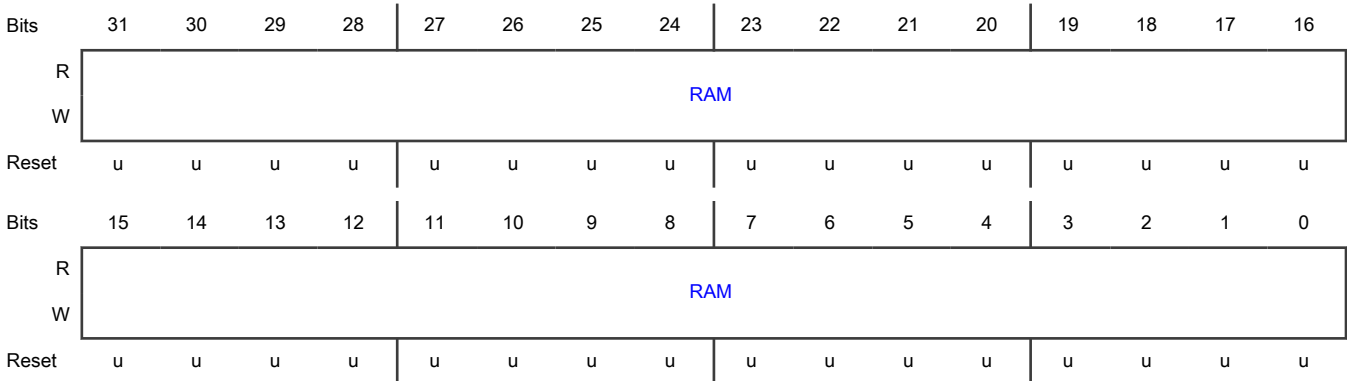 Bits 31 30 29 28 27 26 25 24 23 22 21 20 19 18 17 16
R
RAM
W
Reset u u u u u u u u u u u u u u u u
Bits 15 14 13 12 11 10 9 8 7 6 5 4 3 2 1 0
R
RAM
W
Reset u u u u u u u u u u u u u u u u